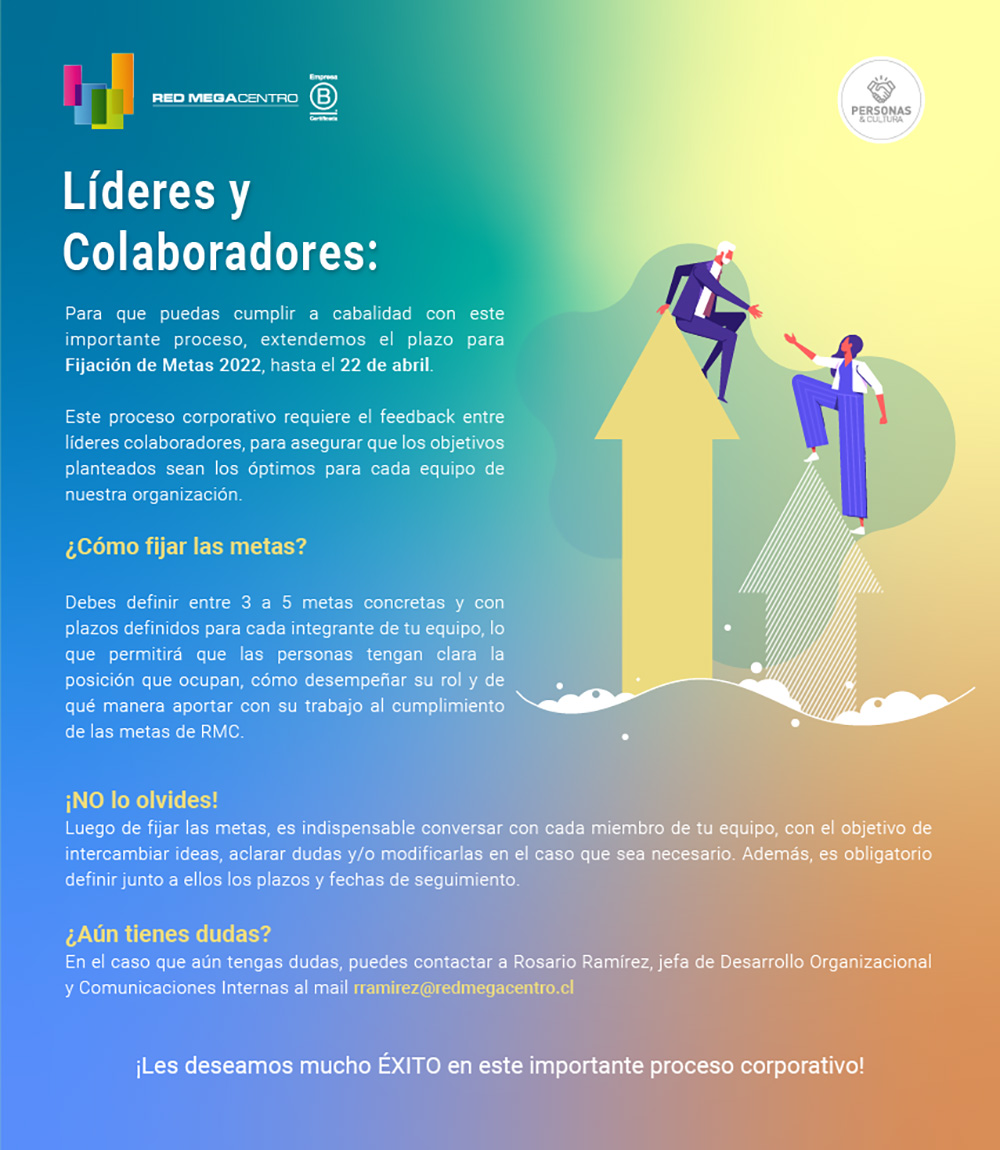 RED MEGACENTRO
Empresa
B
Certificada
PERSONAS
& CULTURA
Líderes y
Colaboradores:
Para que puedas cumplir a cabalidad con este
importante proceso, extendemos el plazo para
Fijación de Metas 2022, hasta el 22 de abril.
Este proceso corporativo requiere el feedback entre
líderes colaboradores, para asegurar que los objetivos
planteados sean los óptimos para cada equipo de
nuestra organización.
¿Cómo fijar las metas?
Debes definir entre 3 a 5 metas concretas y con
plazos definidos para cada integrante de tu equipo, lo
que permitirá que las personas tengan clara la
posición que ocupan, cómo desempeñar su rol y de
qué manera aportar con su trabajo al cumplimiento
de las metas de RMC.
¡NO lo olvides!
Luego de fijar las metas, es indispensable conversar con cada miembro de tu equipo, con el objetivo de
intercambiar ideas, aclarar dudas y/o modificarlas en el caso que sea necesario. Además, es obligatorio
definir junto a ellos los plazos y fechas de seguimiento.
¿Aún tienes dudas?
En el caso que aún tengas dudas, puedes contactar a Rosario Ramírez, jefa de Desarrollo Organizacional
y Comunicaciones Internas al mail rramirez@redmegacentro.cl
¡Les deseamos mucho ÉXITO en este importante proceso corporativo!